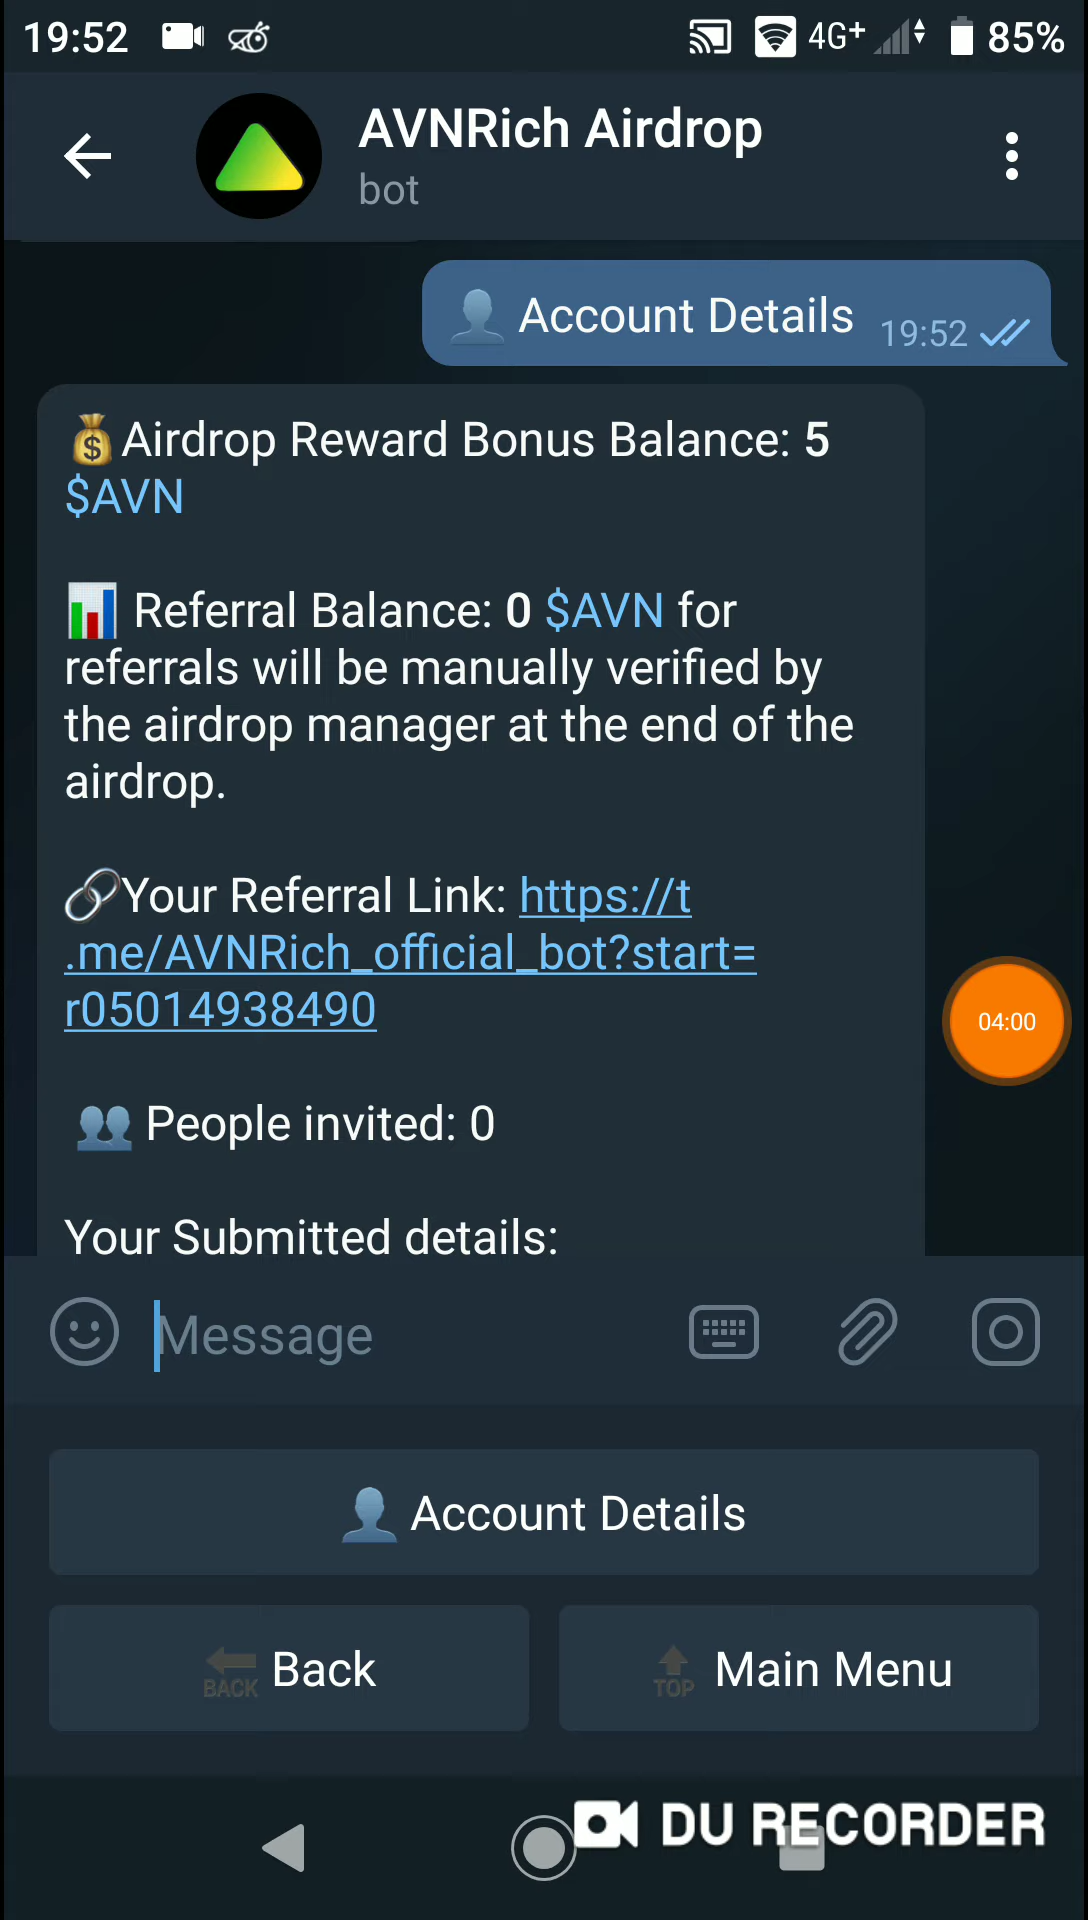 19:52 4G+ 85%
AVNRich Airdrop
bot
Account Details 19:52
Airdrop Reward Bonus Balance: 5
$AVN
Referral Balance: 0 $AVN for
referrals will be manually verified by
the airdrop manager at the end of the
airdrop.
Your Referral Link: https://t
.me/AVNRich_official_bot?start=
r05014938490
04:00
People invited: 0
Your Submitted details:
Message
Account Details
BACK Back
TOP Main Menu
DU RECORDER